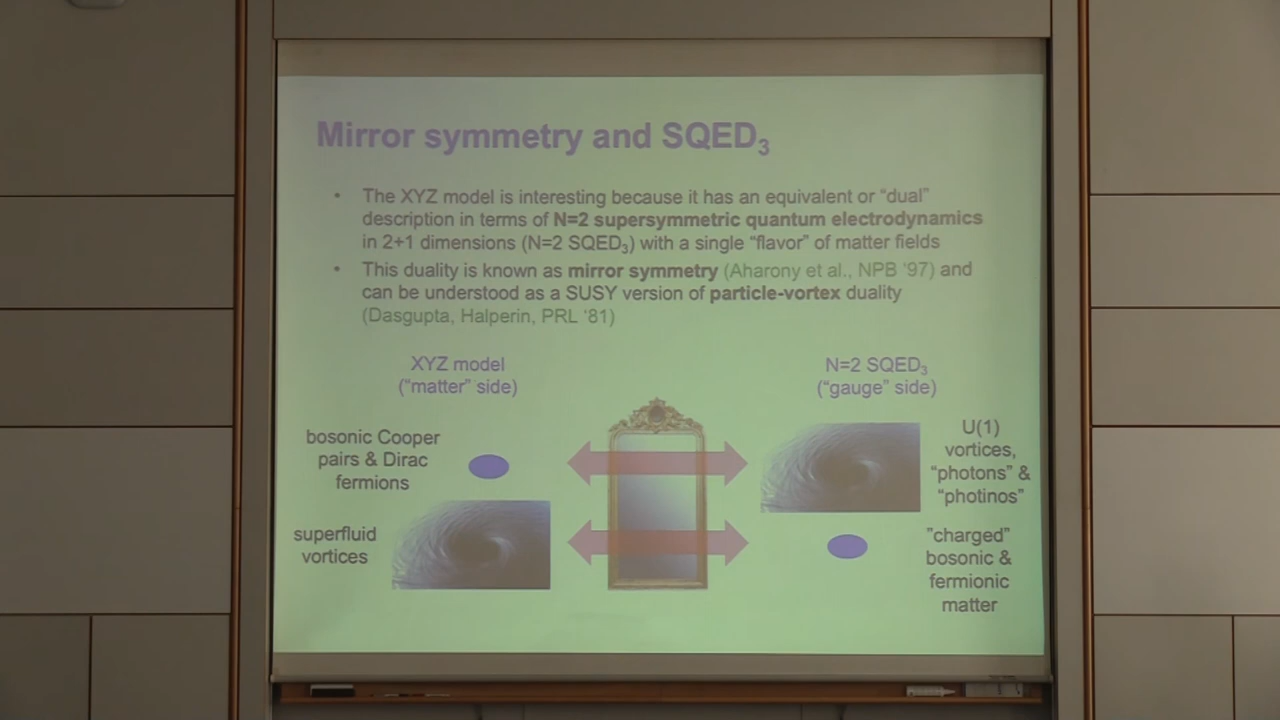 Mirror symmetry and SQED₃
• The XYZ model is interesting because it has an equivalent or “dual”
description in terms of N=2 supersymmetric quantum electrodynamics
in 2+1 dimensions (N=2 SQED₃) with a single “flavor” of matter fields
• This duality is known as mirror symmetry (Aharony et al., NPB ’97) and
can be understood as a SUSY version of particle-vortex duality
(Dasgupta, Halperin, PRL ‘81)
XYZ model
(“matter” side)
N=2 SQED₃
(“gauge” side)
bosonic Cooper
pairs & Dirac
fermions
U(1)
vortices,
“photons” &
“photinos”
superfluid
vortices
”charged”
bosonic &
fermionic
matter